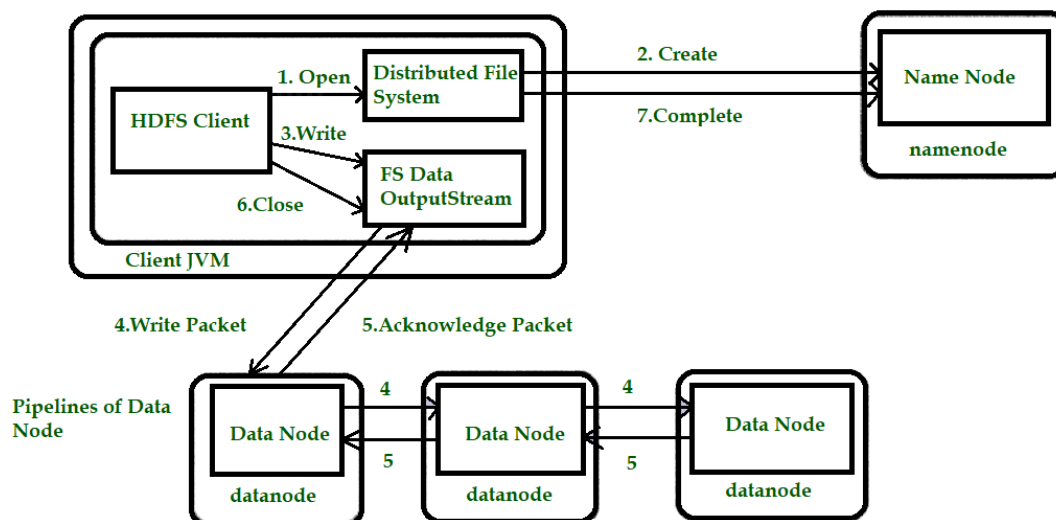 1. Open
Distributed File
System
2. Create
Name Node
HDFS Client
3.Write
7.Complete
namenode
FS Data
OutputStream
6.Close
Client JVM
4.Write Packet
5.Acknowledge Packet
Pipelines of Data
Node
4
4
Data Node
Data Node
Data Node
5
5
datanode
datanode
datanode